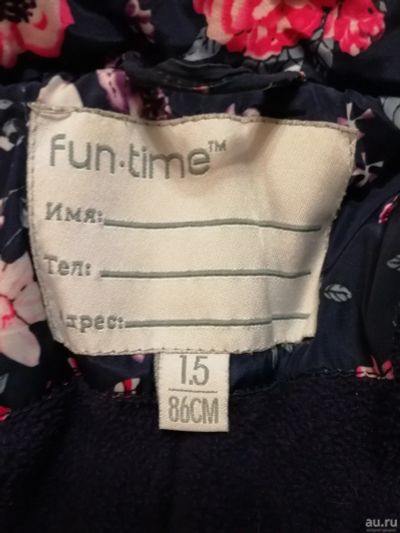 fun·time™
Имя:
Тел:
Адрес:
1.5
86CM
au.ru